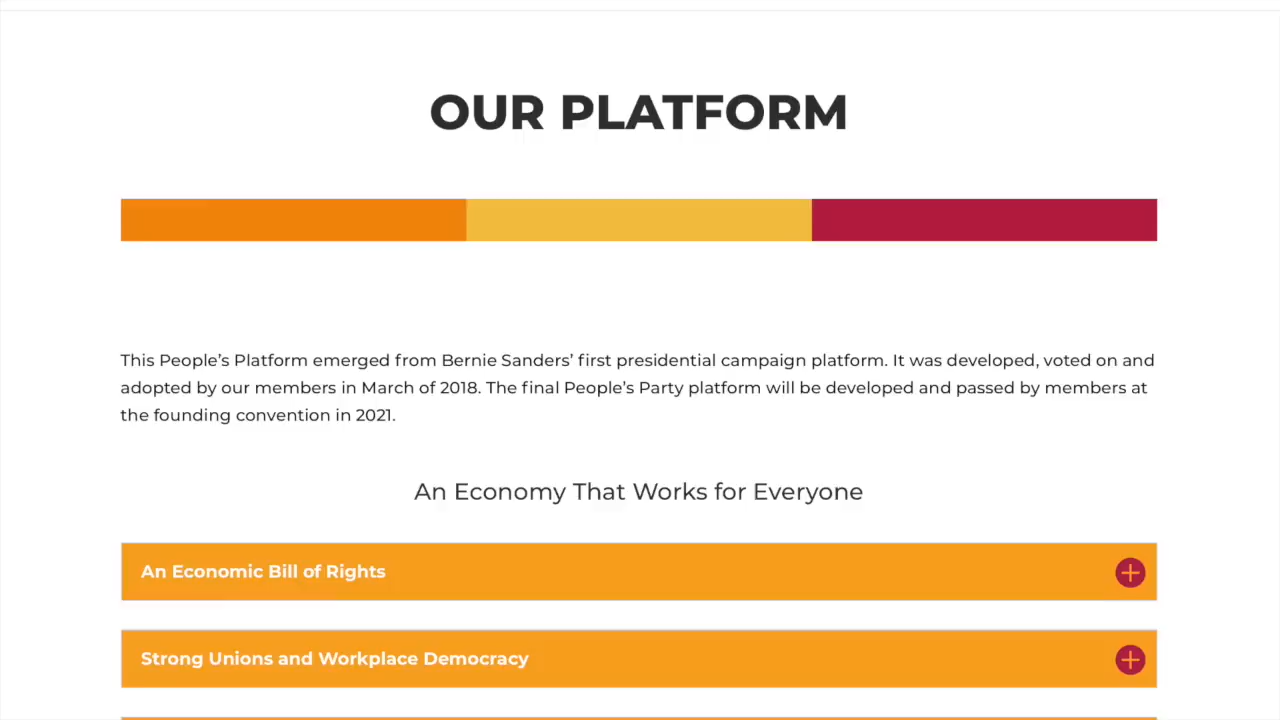 OUR PLATFORM
This People’s Platform emerged from Bernie Sanders’ first presidential campaign platform. It was developed, voted on and
adopted by our members in March of 2018. The final People’s Party platform will be developed and passed by members at
the founding convention in 2021.
An Economy That Works for Everyone
An Economic Bill of Rights
Strong Unions and Workplace Democracy